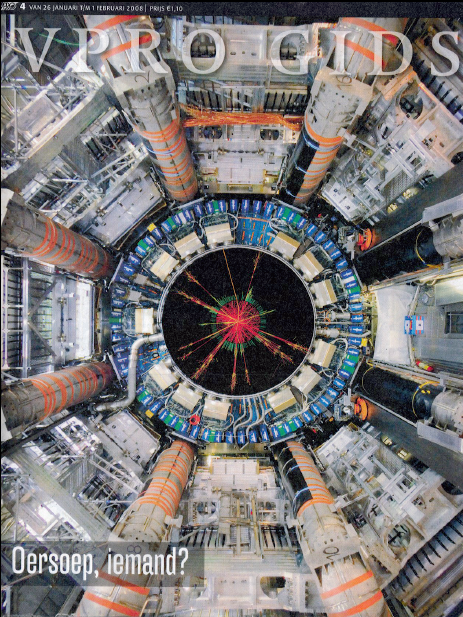 4 VAN 26 JANUARI T/M 1 FEBRUARI 2008 | PRIJS €1,10
VPRO GIDS
Oersoep, iemand?